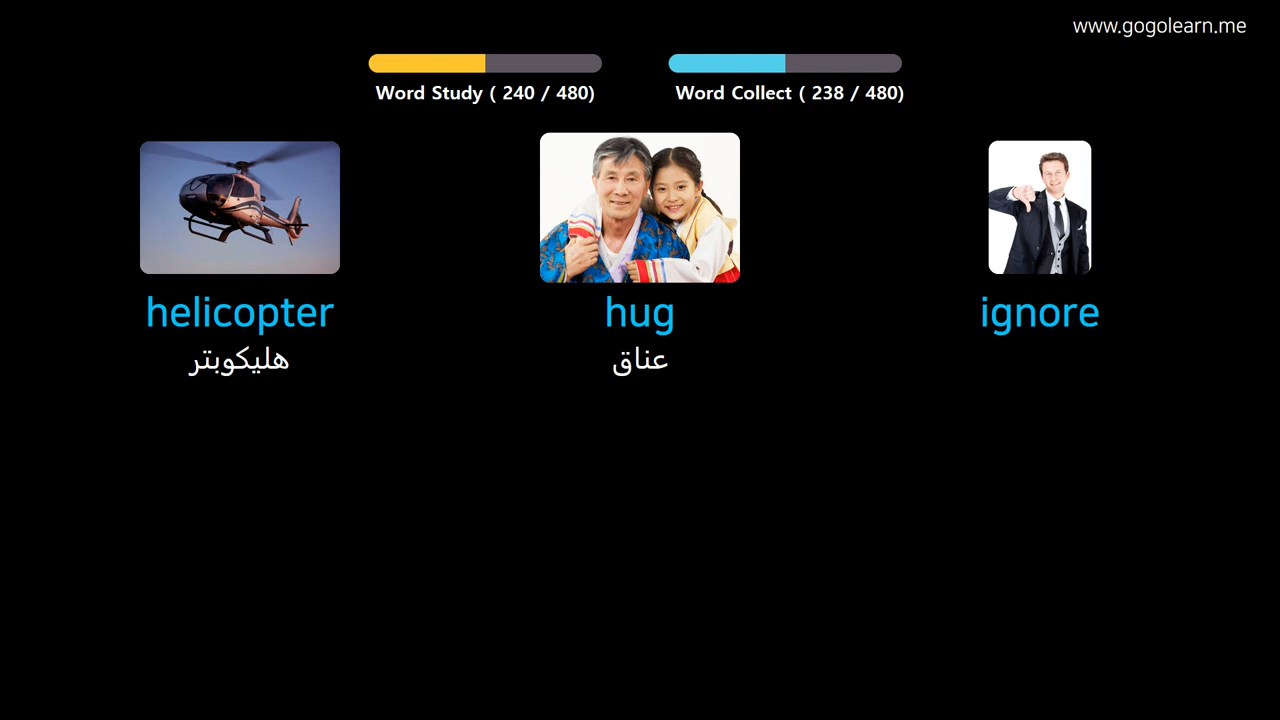 www.gogolearn.me
Word Study ( 240 / 480)
Word Collect ( 238 / 480)
helicopter
هليكوبتر
hug
عناق
ignore